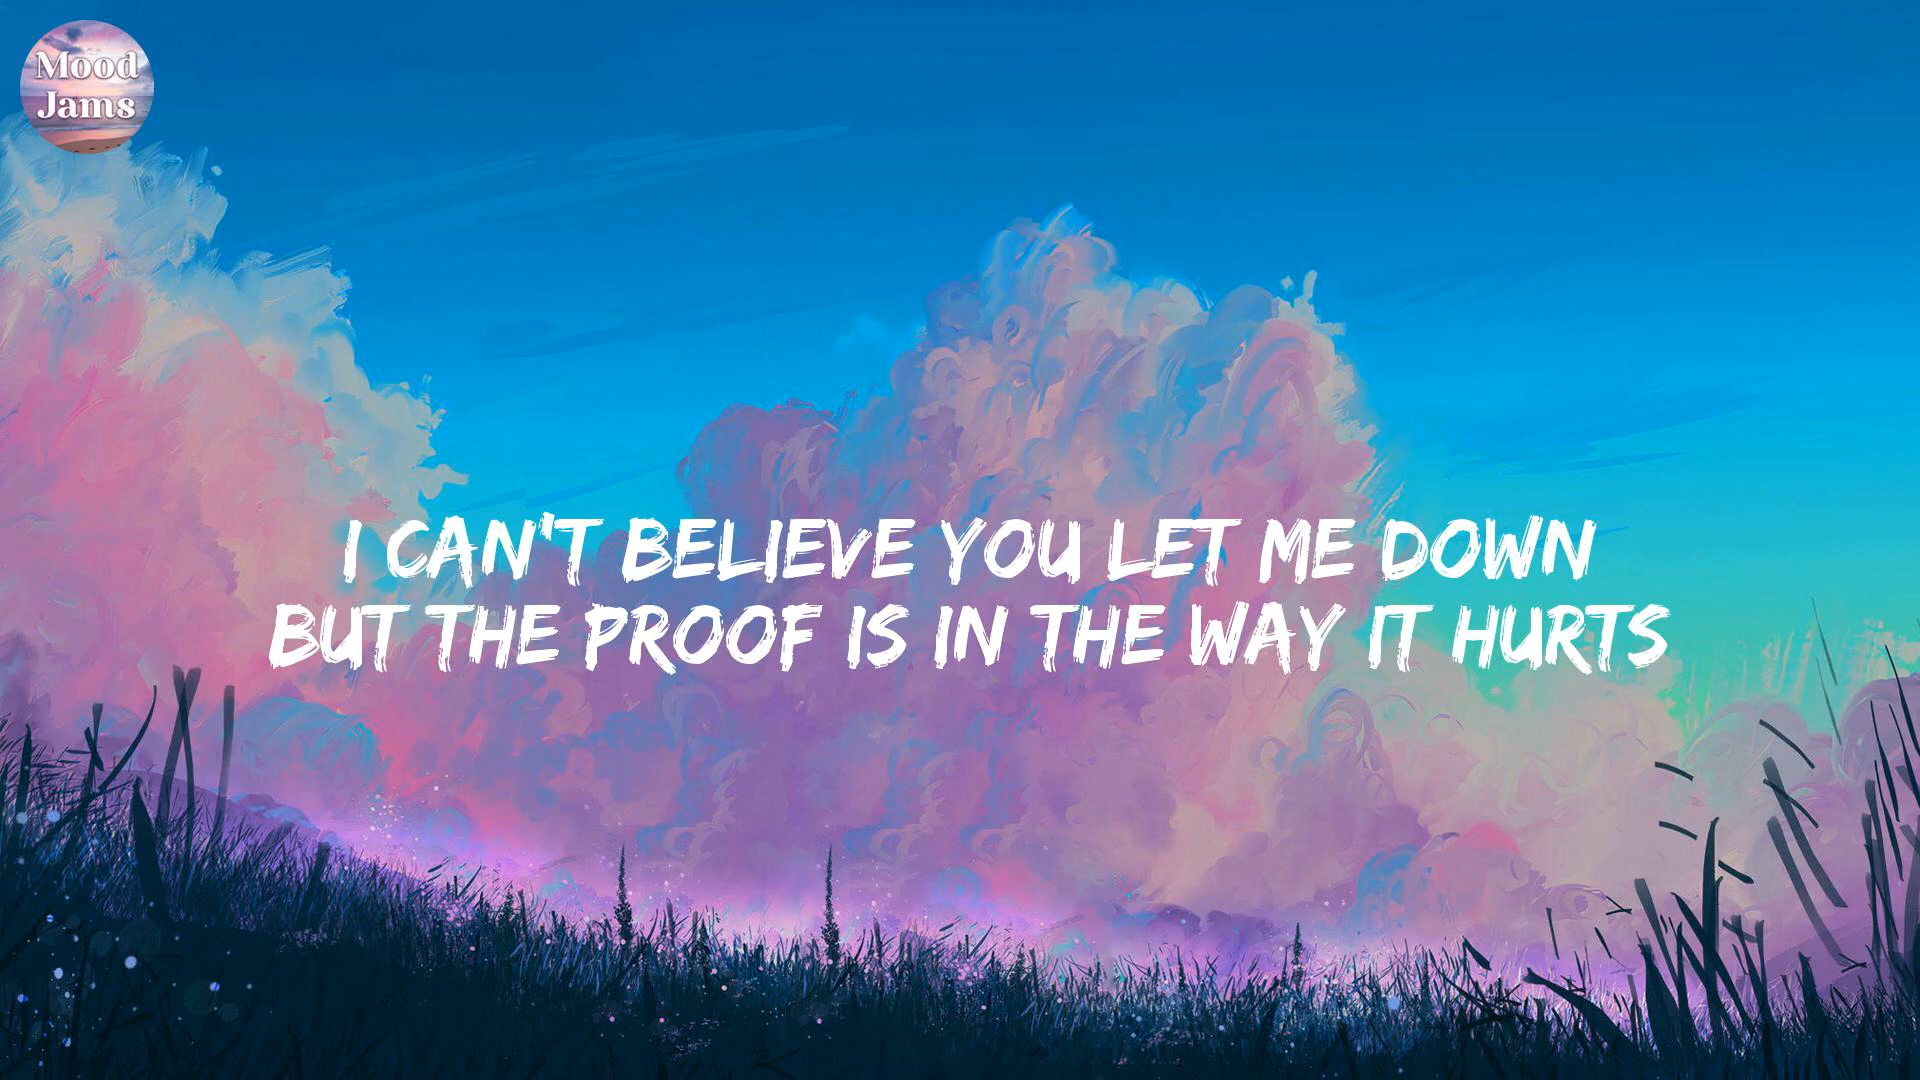 Mood
Jams
I CAN'T BELIEVE YOU LET ME DOWN
BUT THE PROOF IS IN THE WAY IT HURTS